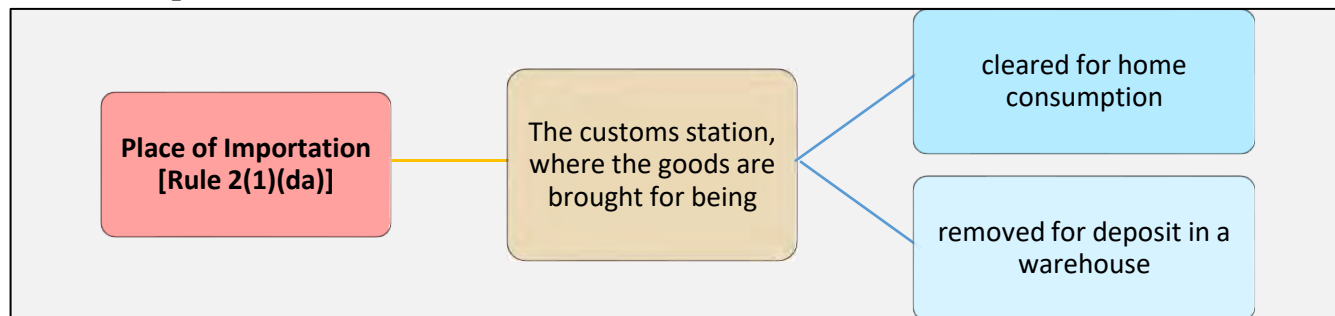 Place of Importation
[Rule 2(1)(da)]
The customs station,
where the goods are
brought for being
cleared for home
consumption
removed for deposit in a
warehouse